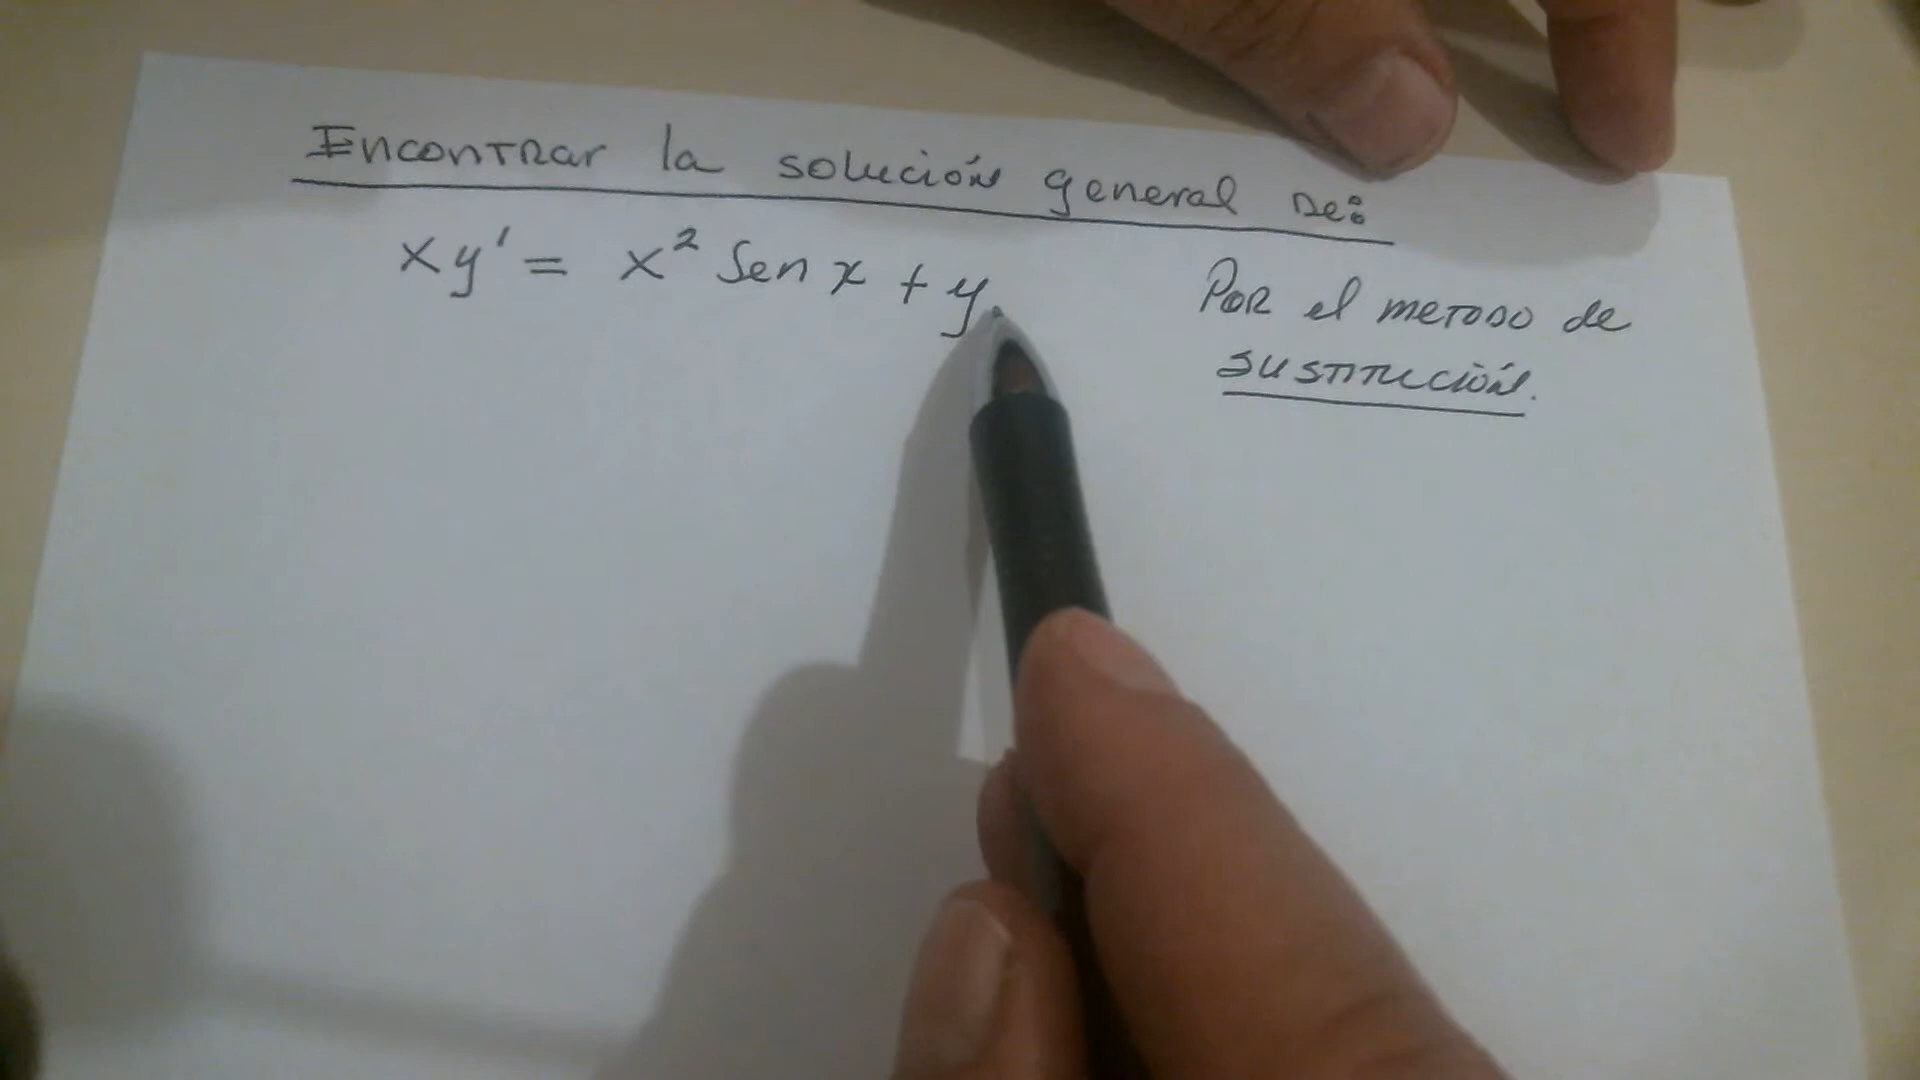 Encontrar la solución general De:
xy' = x² Sen x + y.
Por el metodo de
sustitución.